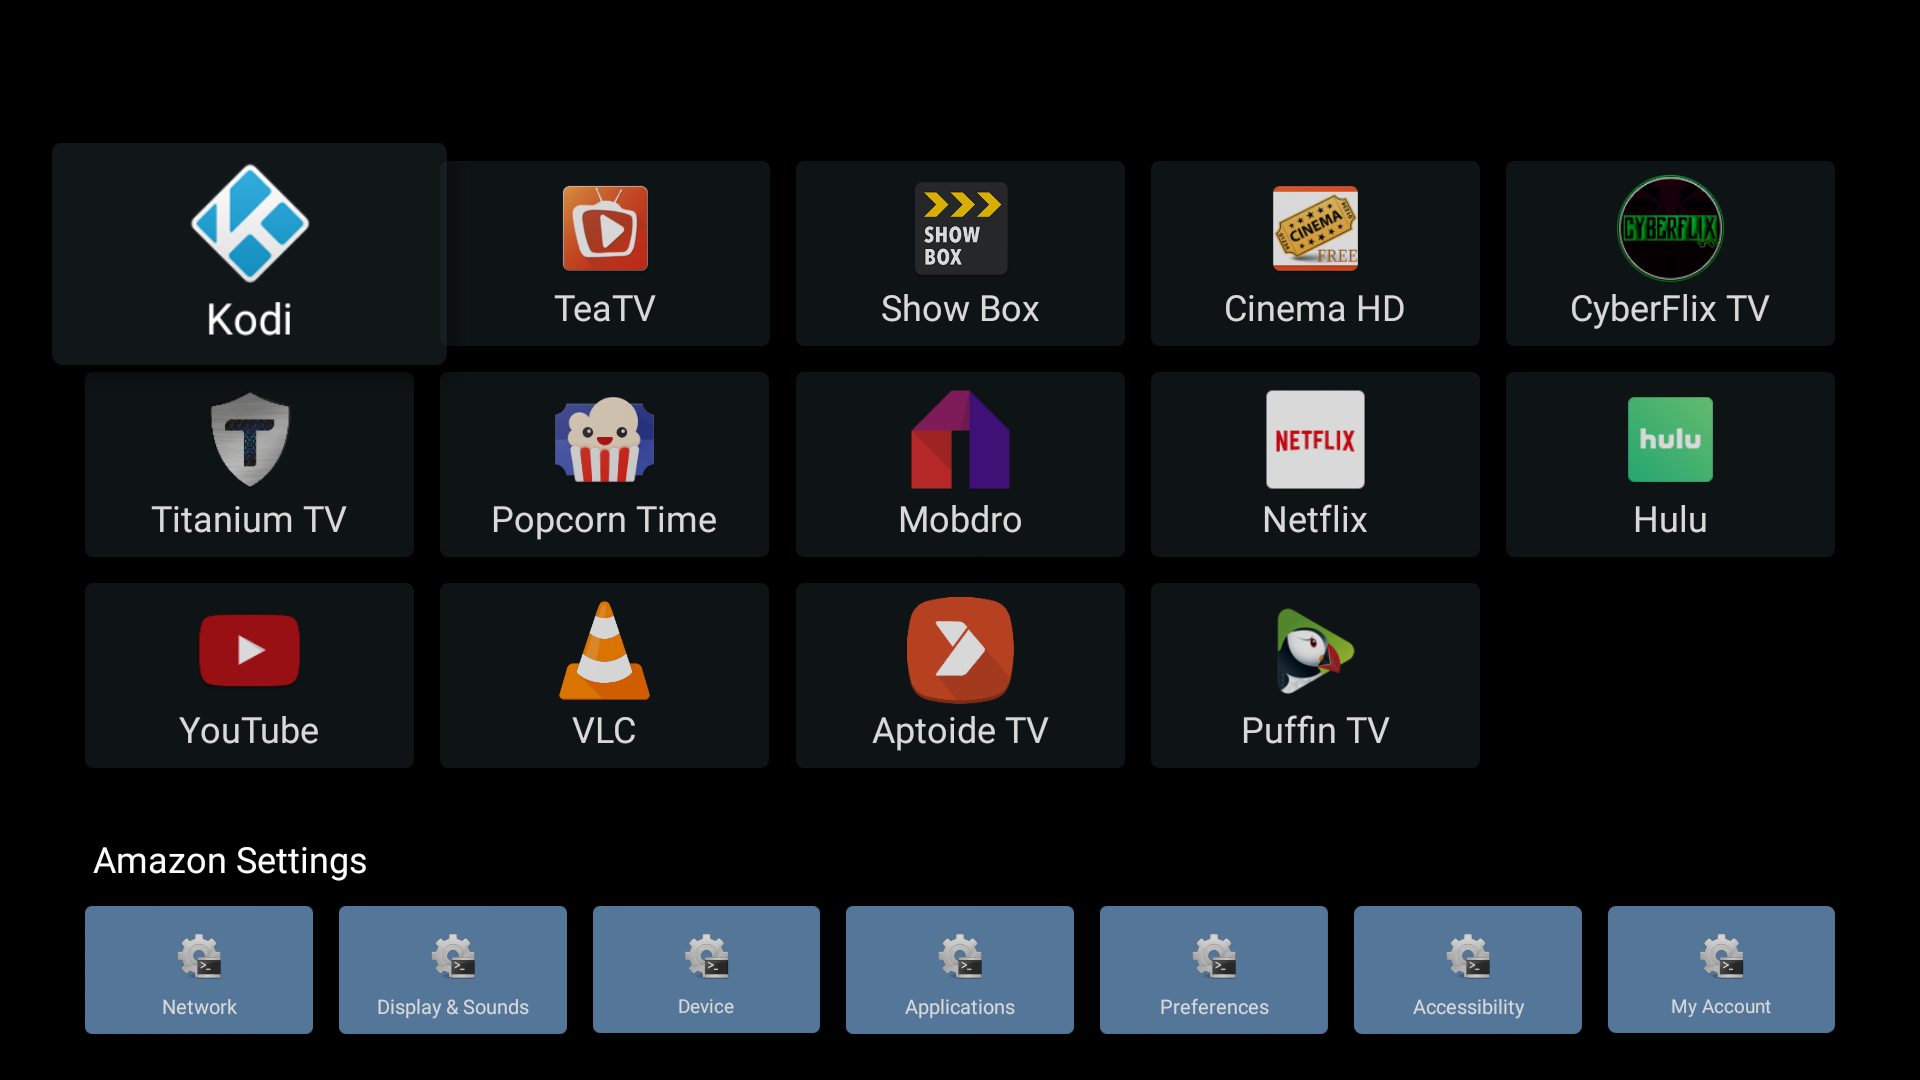 Kodi
TeaTV
SHOW
BOX
Show Box
CINEMA
FREE
Cinema HD
CYBERFLIX
TV
CyberFlix TV
T
Titanium TV
Popcorn Time
Mobdro
NETFLIX
Netflix
hulu
Hulu
YouTube
VLC
Aptoide TV
Puffin TV
Amazon Settings
>_
Network
>_
Display & Sounds
>_
Device
>_
Applications
>_
Preferences
>_
Accessibility
>_
My Account